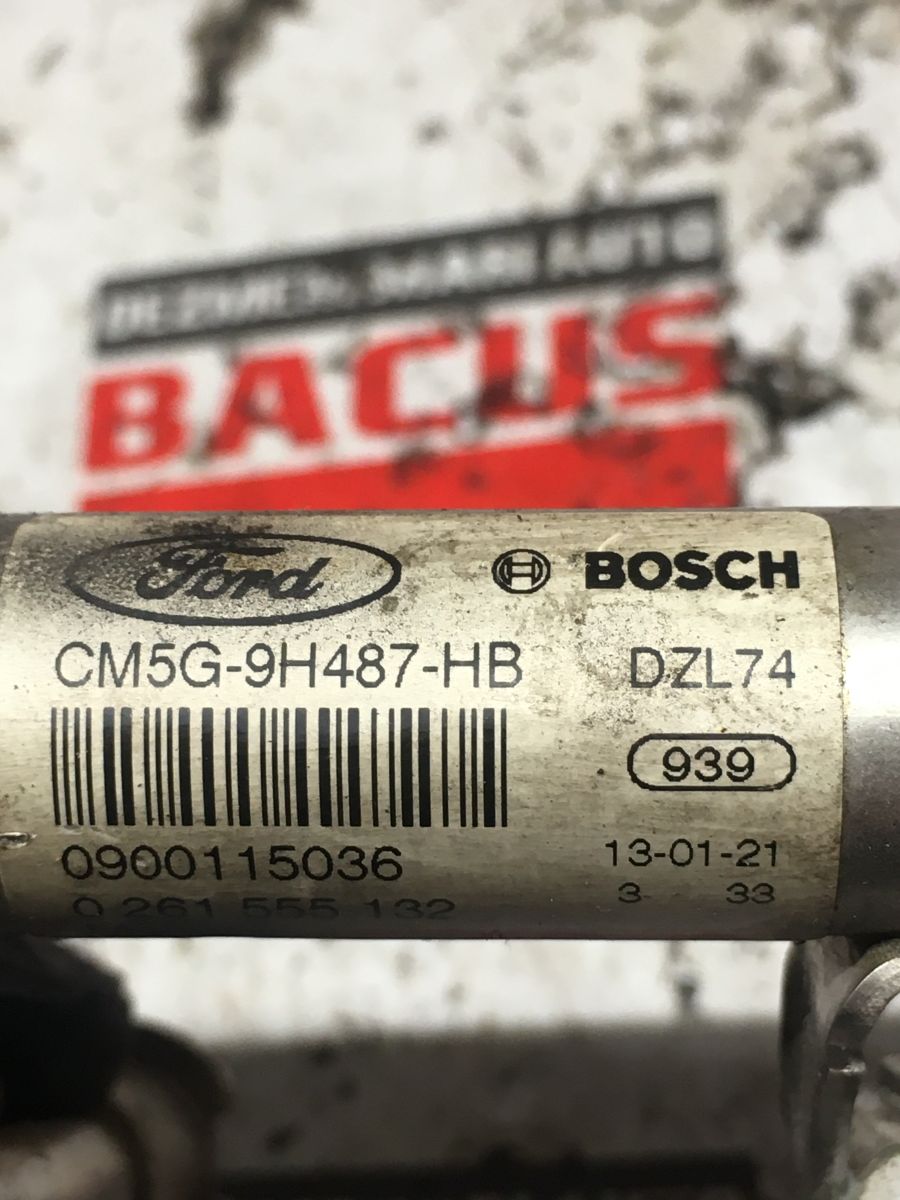 BACUS
Ford
BOSCH
CM5G-9H487-HB DZL74
939
0900115036 13-01-21
3 33
0 261 555 132